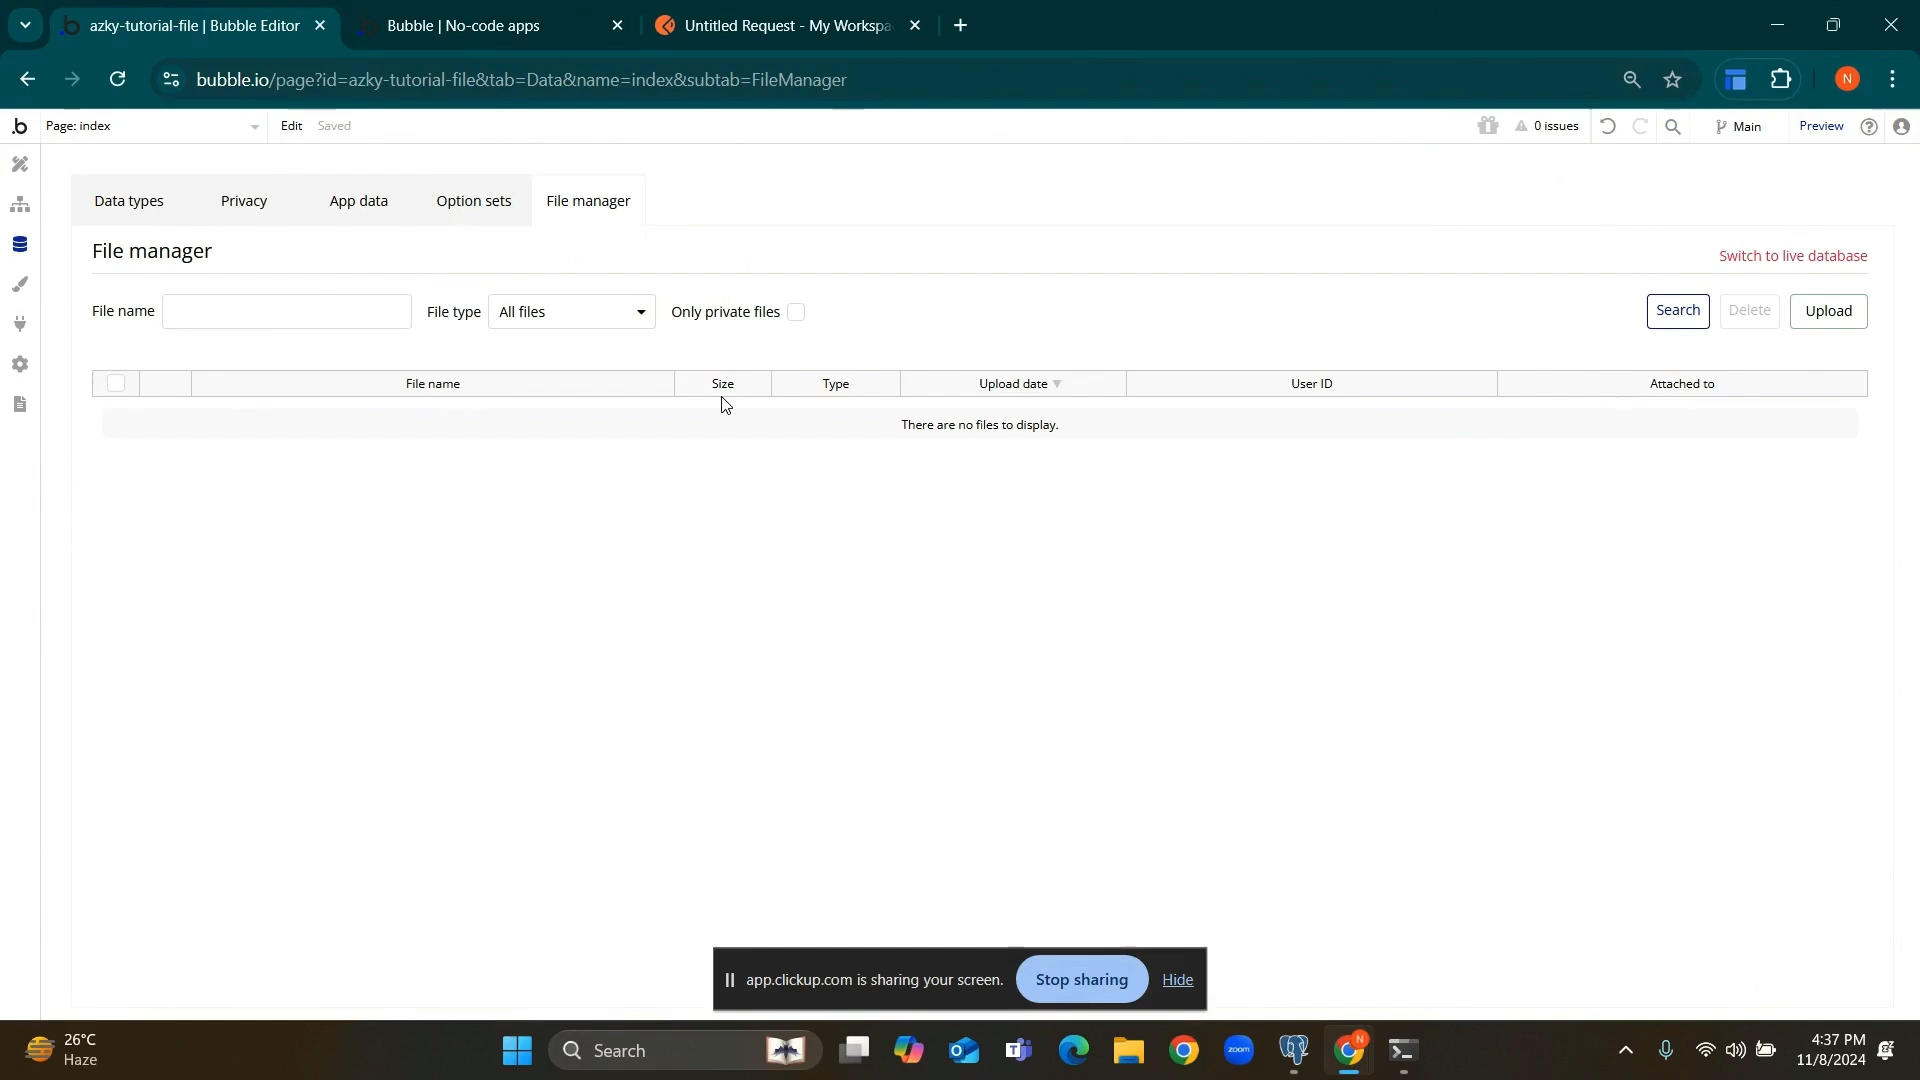 azky-tutorial-file | Bubble Editor
Bubble | No-code apps
Untitled Request - My Workspa
bubble.io/page?id=azky-tutorial-file&tab=Data&name=index&subtab=FileManager
N
b Page: index Edit Saved
0 issues
Main
Preview
Data types Privacy App data Option sets File manager
File manager
Switch to live database
File name File type All files Only private files
Search Delete Upload
File name Size Type Upload date User ID Attached to
There are no files to display.
app.clickup.com is sharing your screen. Stop sharing Hide
26°C
Haze
Search
zoom
N
4:37 PM
11/8/2024